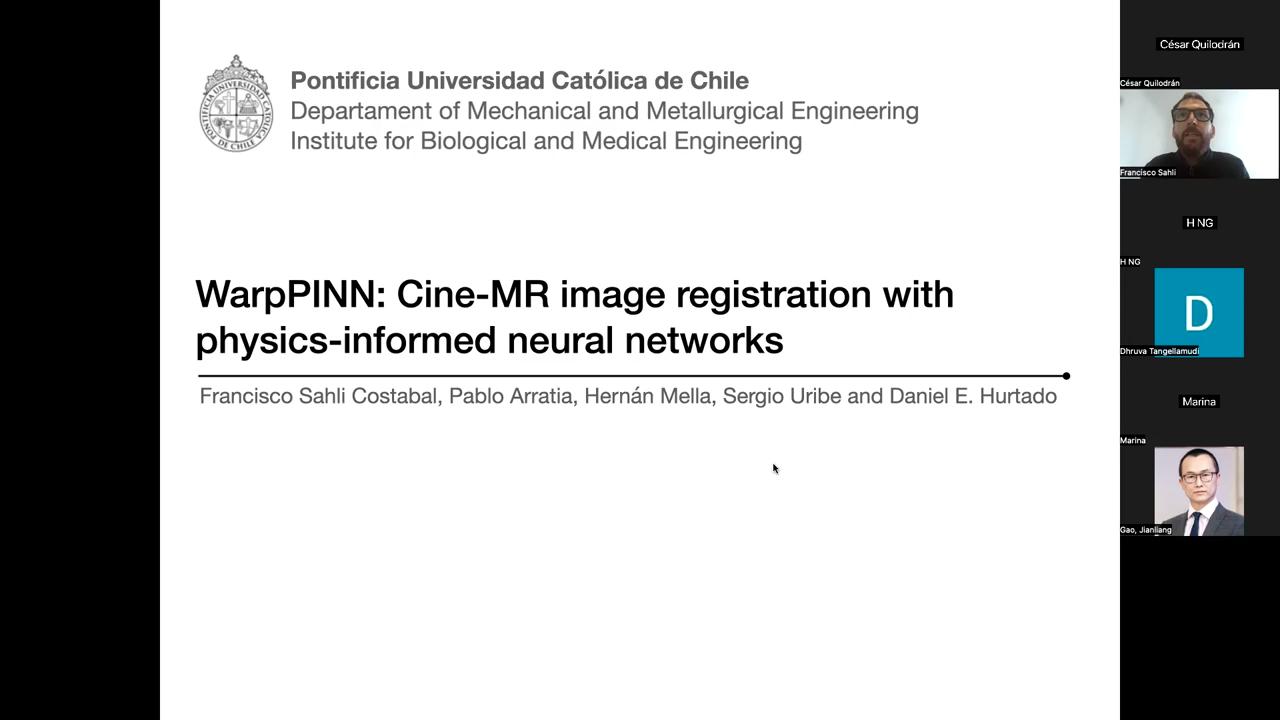 Pontificia Universidad Católica de Chile
Departament of Mechanical and Metallurgical Engineering
Institute for Biological and Medical Engineering
WarpPINN: Cine-MR image registration with
physics-informed neural networks
Francisco Sahli Costabal, Pablo Arratia, Hernán Mella, Sergio Uribe and Daniel E. Hurtado
César Quilodrán
César Quilodrán
Francisco Sahli
H NG
H NG
D
Dhruva Tangellamudi
Marina
Marina
Gao, Jianliang